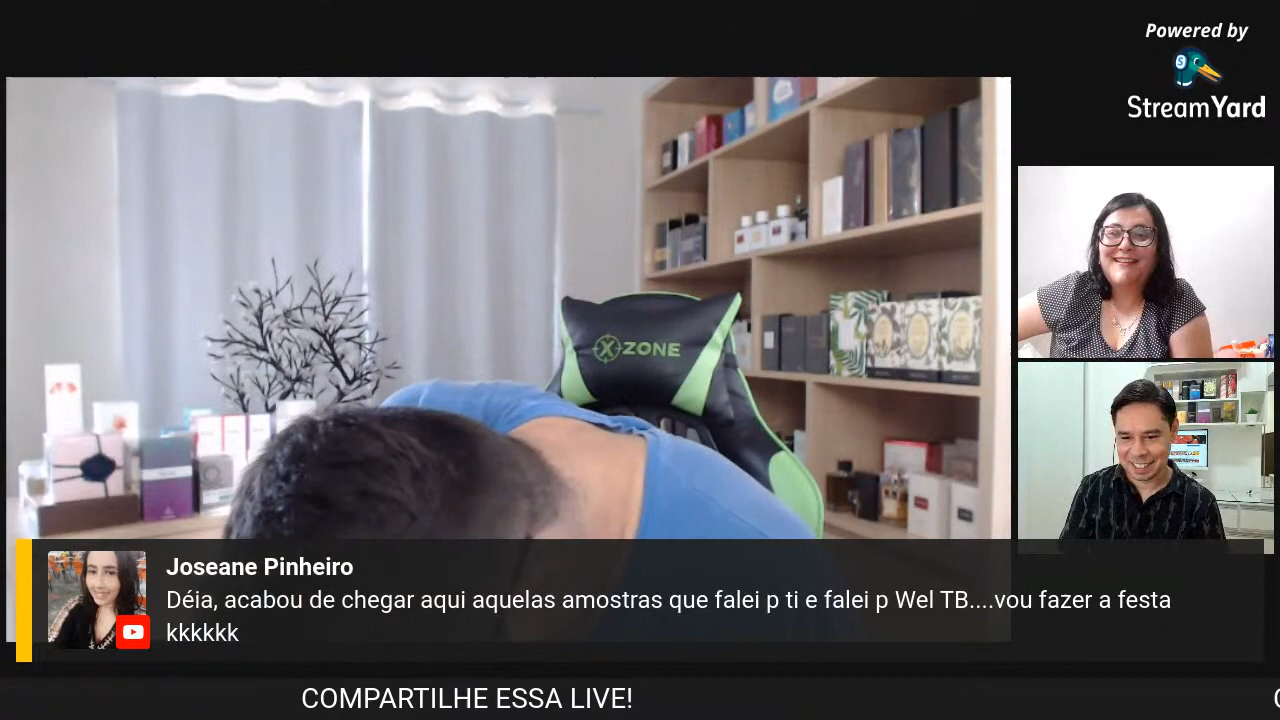 Powered by
StreamYard
X-ZONE
Joseane Pinheiro
Déia, acabou de chegar aqui aquelas amostras que falei p ti e falei p Wel TB....vou fazer a festa
kkkkkk
COMPARTILHE ESSA LIVE!